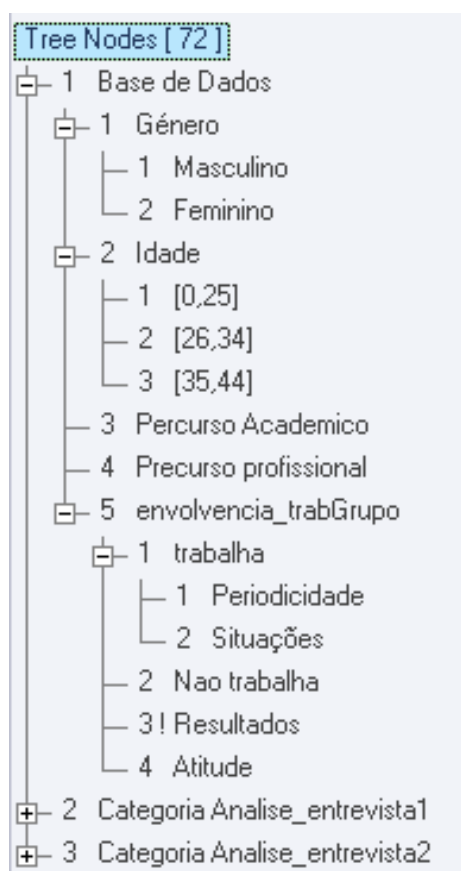 Tree Nodes [ 72 ]
1 Base de Dados
1 Género
1 Masculino
2 Feminino
2 Idade
1 [0,25]
2 [26,34]
3 [35,44]
3 Percurso Academico
4 Precurso profissional
5 envolvencia_trabGrupo
1 trabalha
1 Periodicidade
2 Situações
2 Nao trabalha
3 ! Resultados
4 Atitude
2 Categoria Analise_entrevista1
3 Categoria Analise_entrevista2